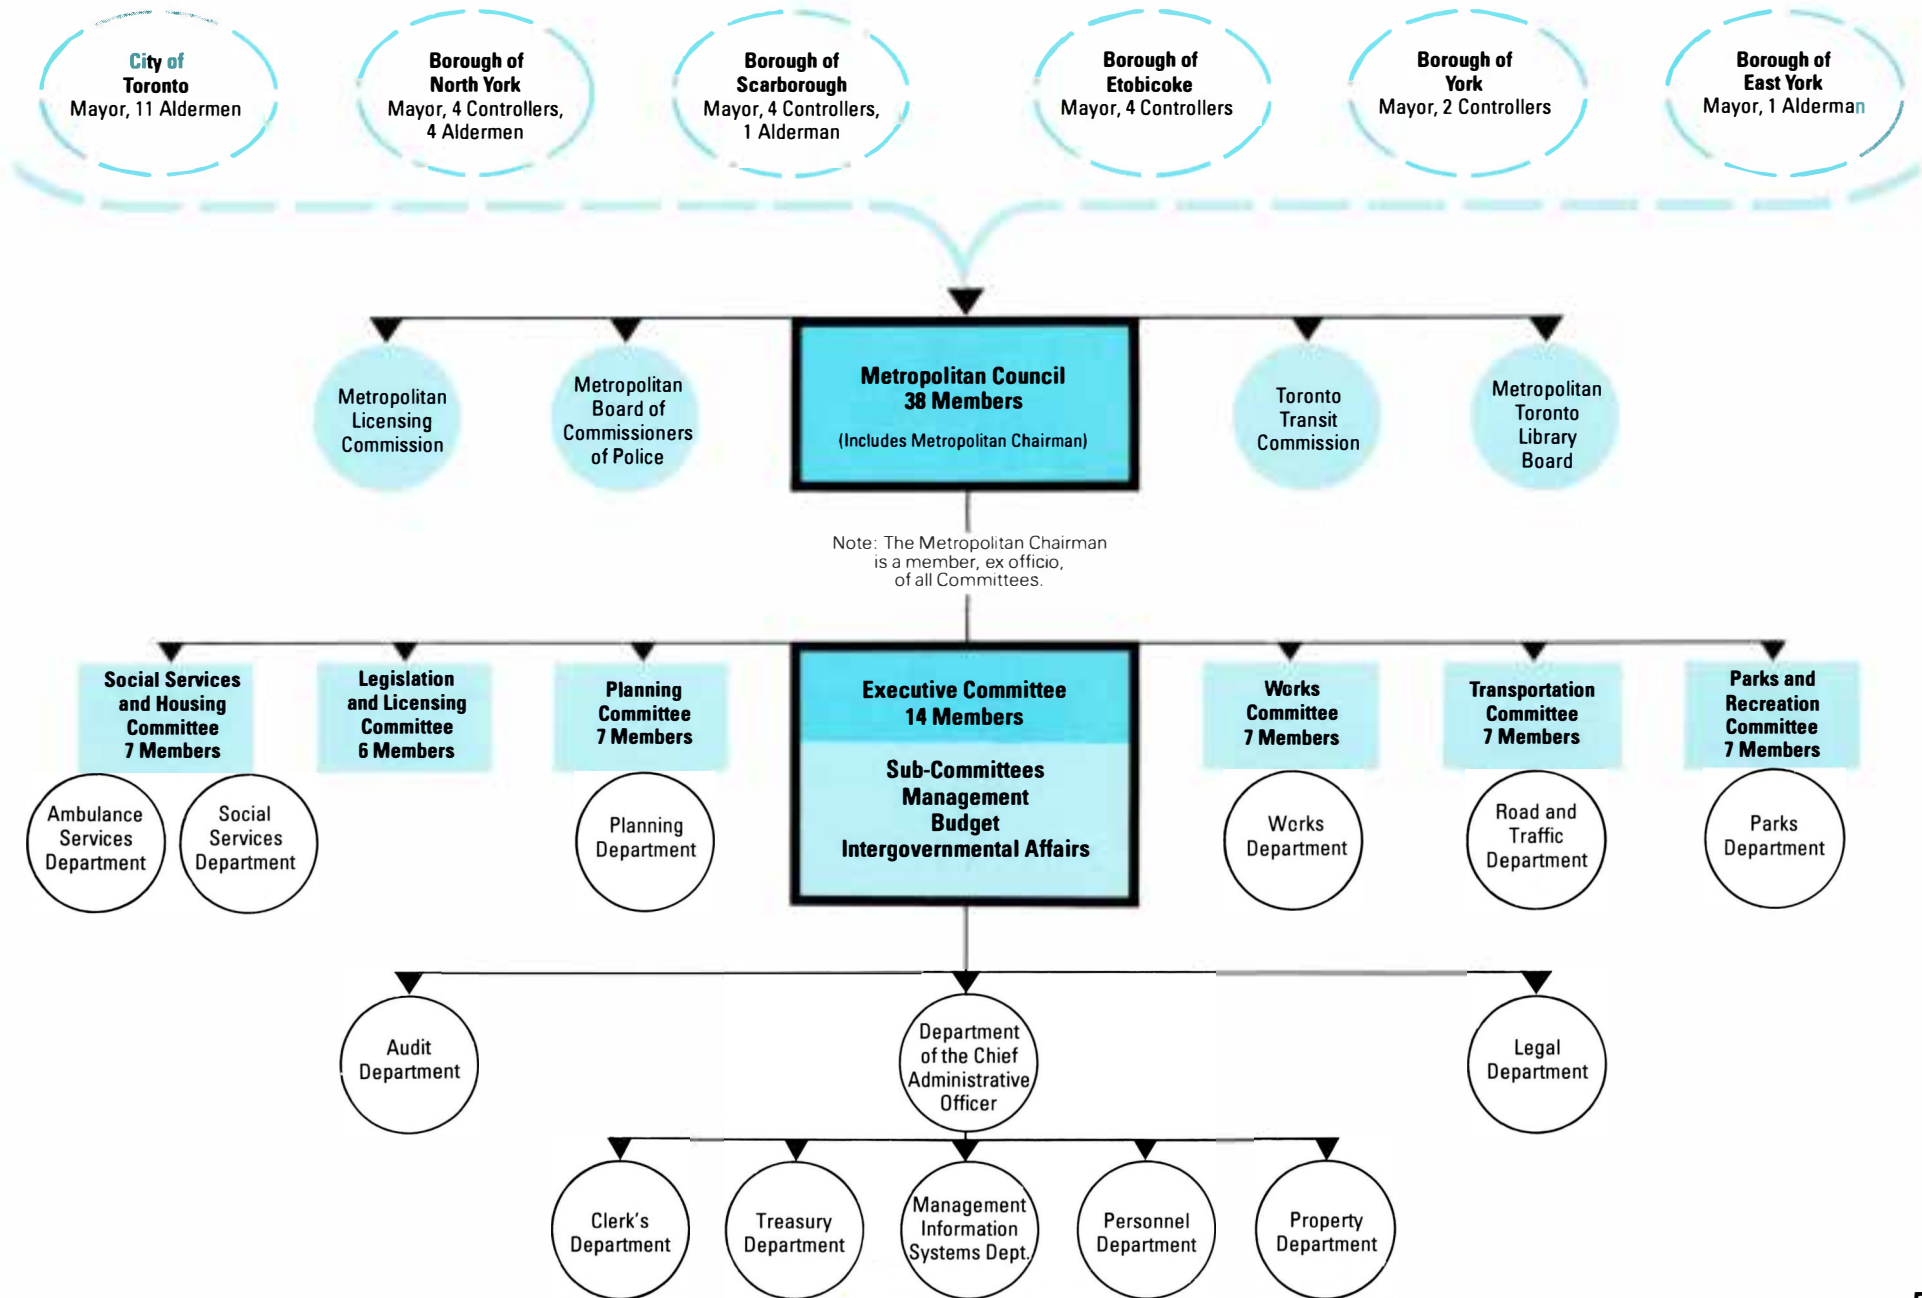 City of
Toronto
Mayor, 11 Aldermen
Borough of
North York
Mayor, 4 Controllers,
4 Aldermen
Borough of
Scarborough
Mayor, 4 Controllers,
1 Alderman
Borough of
Etobicoke
Mayor, 4 Controllers
Borough of
York
Mayor, 2 Controllers
Borough of
East York
Mayor, 1 Alderman
Metropolitan
Licensing
Commission
Metropolitan
Board of
Commissioners
of Police
Metropolitan Council
38 Members
(Includes Metropolitan Chairman)
Toronto
Transit
Commission
Metropolitan
Toronto
Library
Board
Note: The Metropolitan Chairman
is a member, ex officio,
of all Committees.
Social Services
and Housing
Committee
7 Members
Legislation
and Licensing
Committee
6 Members
Planning
Committee
7 Members
Executive Committee
14 Members
Sub-Committees
Management
Budget
Intergovernmental Affairs
Works
Committee
7 Members
Transportation
Committee
7 Members
Parks and
Recreation
Committee
7 Members
Ambulance
Services
Department
Social
Services
Department
Planning
Department
Works
Department
Road and
Traffic
Department
Parks
Department
Audit
Department
Department
of the Chief
Administrative
Officer
Legal
Department
Clerk's
Department
Treasury
Department
Management
Information
Systems Dept.
Personnel
Department
Property
Department